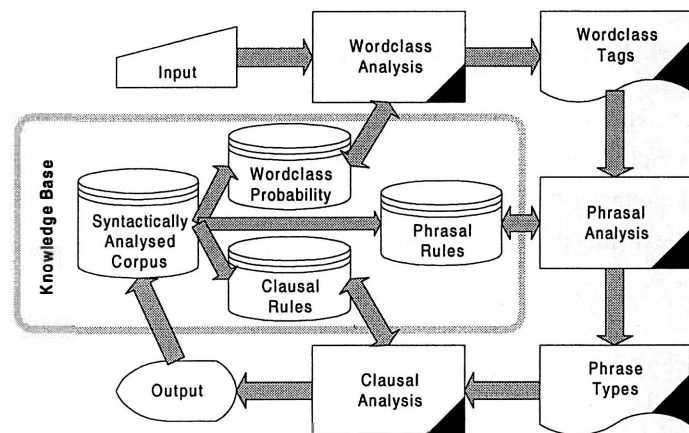 Input
Wordclass
Analysis
Wordclass
Tags
Knowledge Base
Syntactically
Analysed
Corpus
Wordclass
Probability
Phrasal
Rules
Clausal
Rules
Phrasal
Analysis
Output
Clausal
Analysis
Phrase
Types